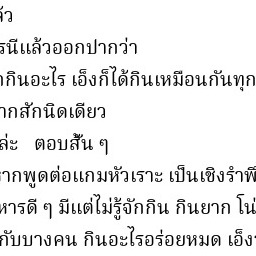 ล้ว
รนีแล้วออกปากว่า
กินอะไร เอ็งก็ได้กินเหมือนกันทุก
ากสักนิดเดียว
ล่ะ ตอบสั้น ๆ
ากพูดต่อแกมหัวเราะ เป็นเชิงรำพึ
หารดี ๆ มีแต่ไม่รู้จักกิน กินยาก โน่
กับบางคน กินอะไรอร่อยหมด เอ็ง